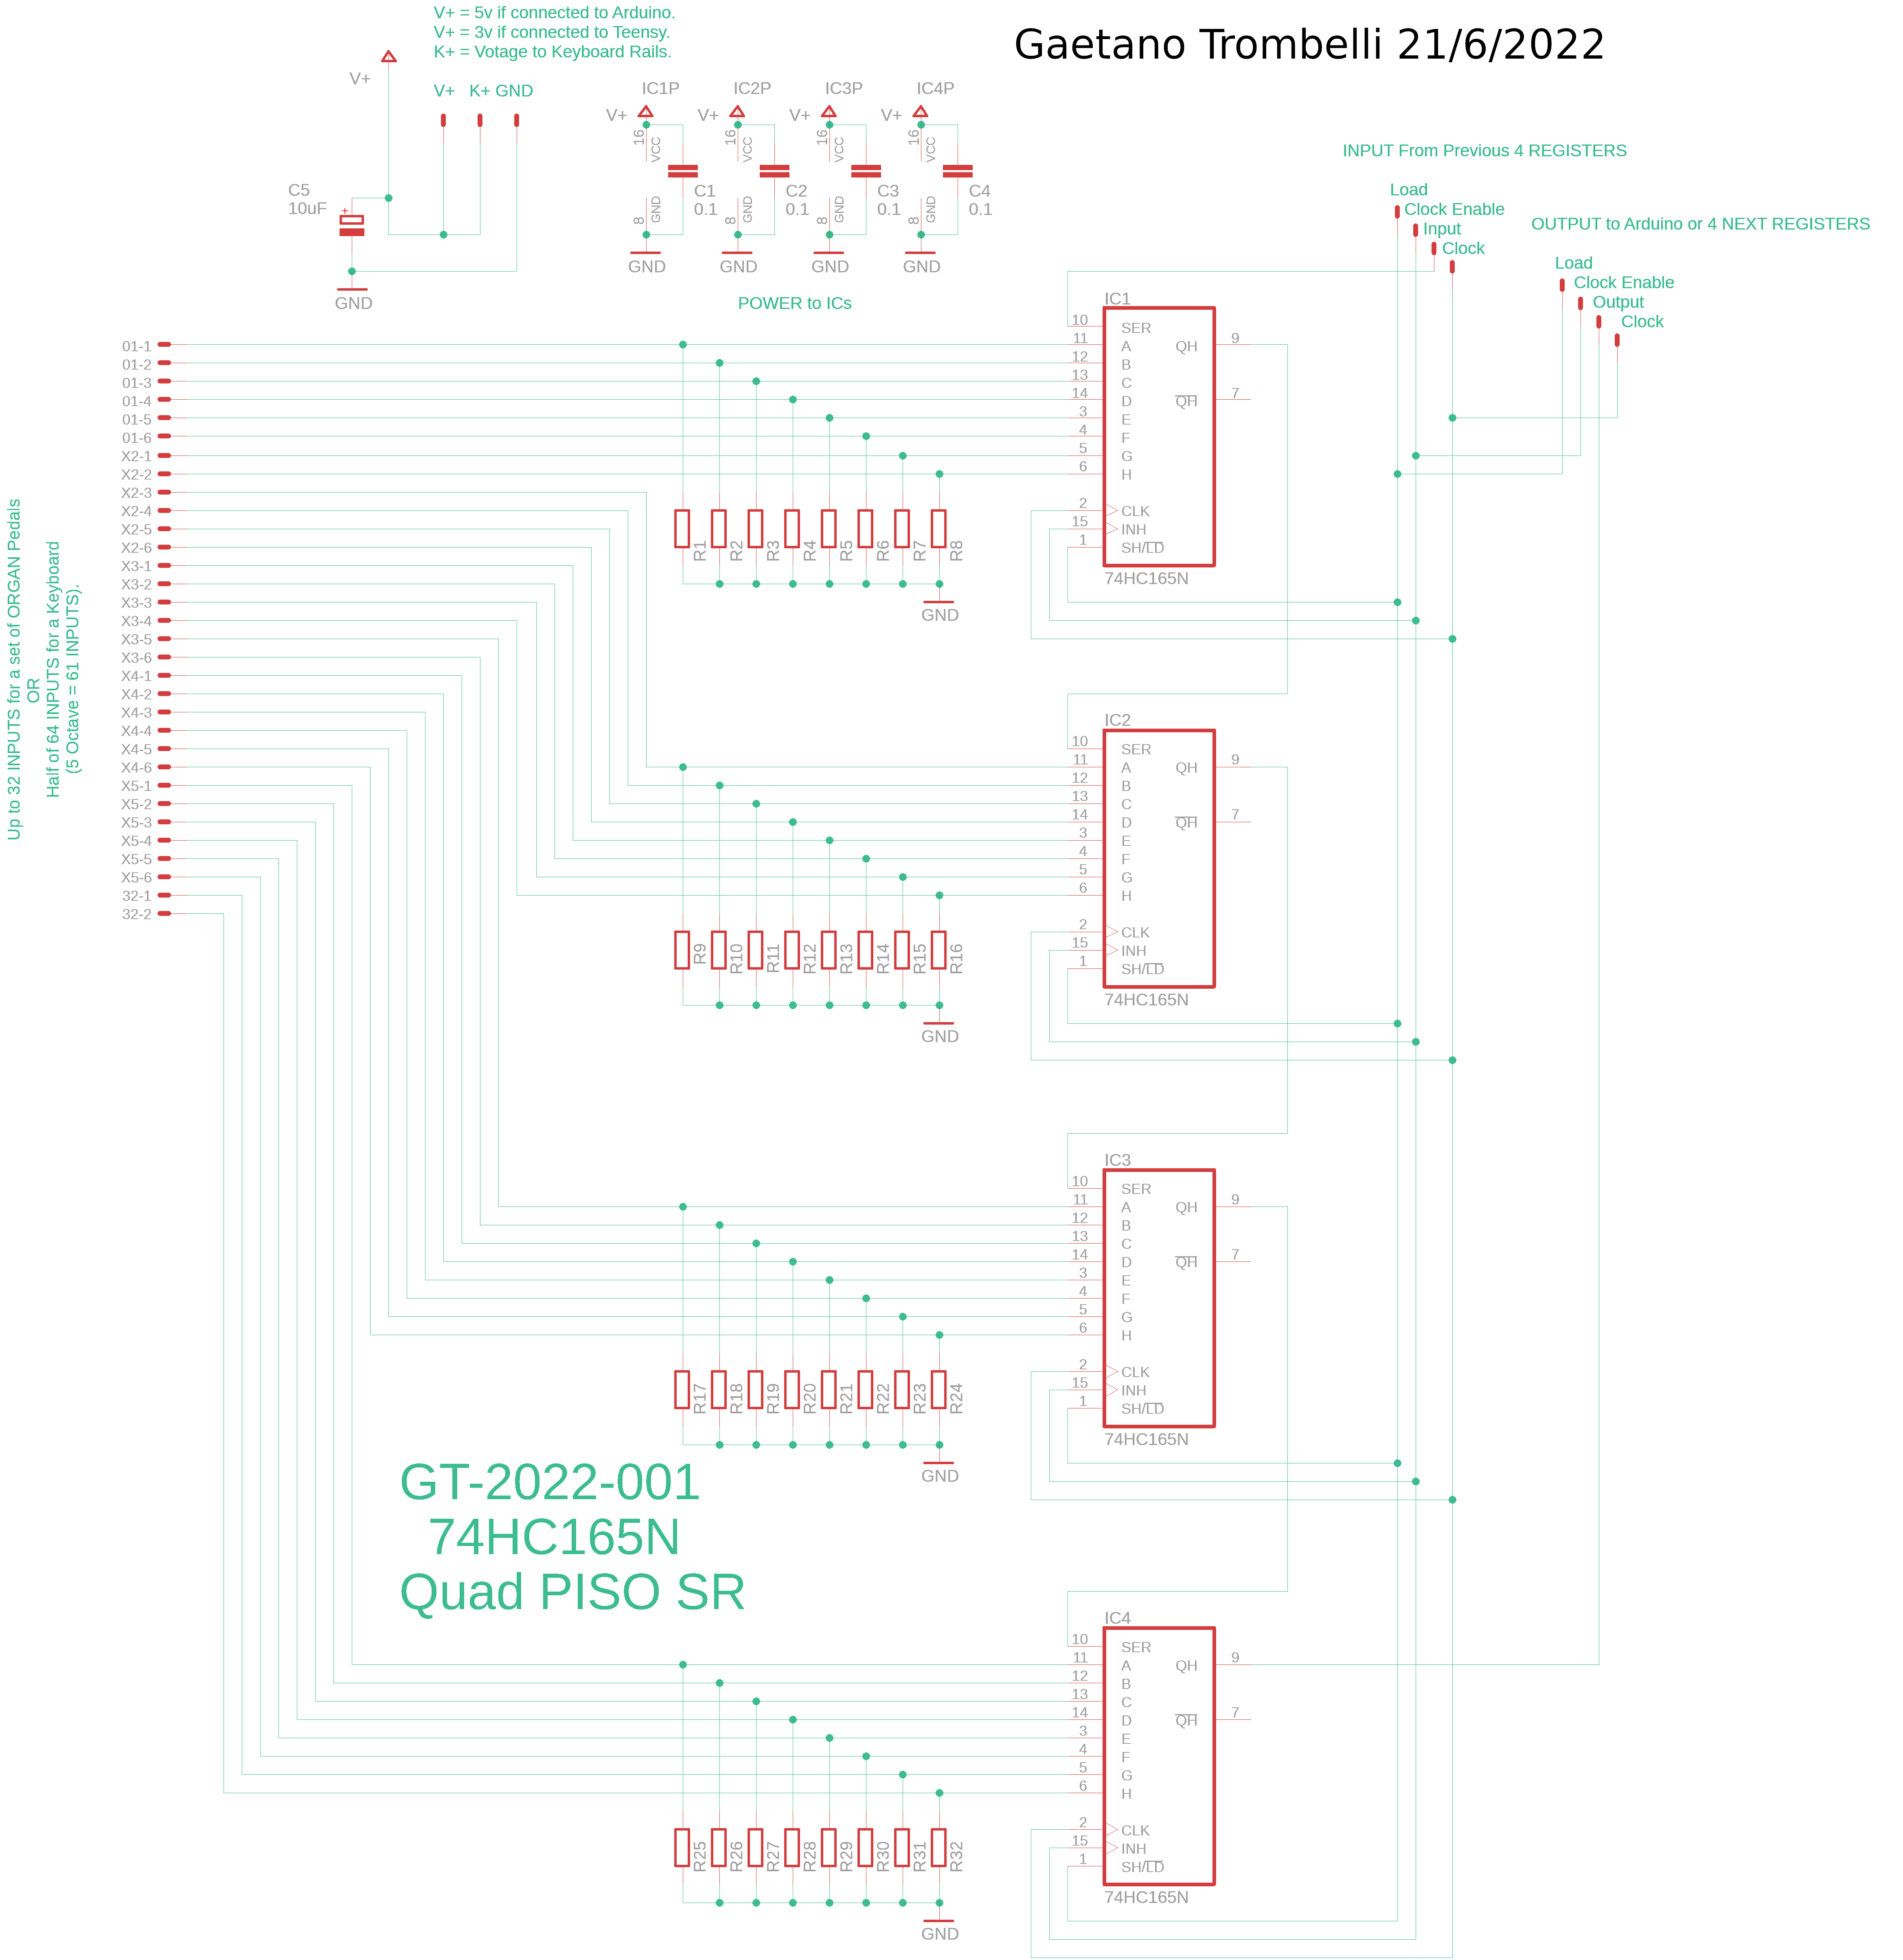 V+ = 5v if connected to Arduino.
V+ = 3v if connected to Teensy.
K+ = Votage to Keyboard Rails.
Gaetano Trombelli 21/6/2022
V+
V+ K+ GND
C5
10uF
+
GND
IC1P
V+
16
VCC
8
GND
C1
0.1
GND
IC2P
V+
16
VCC
8
GND
C2
0.1
GND
IC3P
V+
16
VCC
8
GND
C3
0.1
GND
IC4P
V+
16
VCC
8
GND
C4
0.1
GND
POWER to ICs
INPUT From Previous 4 REGISTERS
Load
Clock Enable
Input
Clock
OUTPUT to Arduino or 4 NEXT REGISTERS
Load
Clock Enable
Output
Clock
Up to 32 INPUTS for a set of ORGAN Pedals
OR
Half of 64 INPUTS for a Keyboard
(5 Octave = 61 INPUTS).
01-1
01-2
01-3
01-4
01-5
01-6
X2-1
X2-2
X2-3
X2-4
X2-5
X2-6
X3-1
X3-2
X3-3
X3-4
X3-5
X3-6
X4-1
X4-2
X4-3
X4-4
X4-5
X4-6
X5-1
X5-2
X5-3
X5-4
X5-5
X5-6
32-1
32-2
IC1
10 SER
11 A QH 9
12 B
13 C
14 D QH 7
3 E
4 F
5 G
6 H
2 CLK
15 INH
1 SH/LD
74HC165N
R1 R2 R3 R4 R5 R6 R7 R8
GND
IC2
10 SER
11 A QH 9
12 B
13 C
14 D QH 7
3 E
4 F
5 G
6 H
2 CLK
15 INH
1 SH/LD
74HC165N
R9 R10 R11 R12 R13 R14 R15 R16
GND
IC3
10 SER
11 A QH 9
12 B
13 C
14 D QH 7
3 E
4 F
5 G
6 H
2 CLK
15 INH
1 SH/LD
74HC165N
R17 R18 R19 R20 R21 R22 R23 R24
GND
GT-2022-001
74HC165N
Quad PISO SR
IC4
10 SER
11 A QH 9
12 B
13 C
14 D QH 7
3 E
4 F
5 G
6 H
2 CLK
15 INH
1 SH/LD
74HC165N
R25 R26 R27 R28 R29 R30 R31 R32
GND